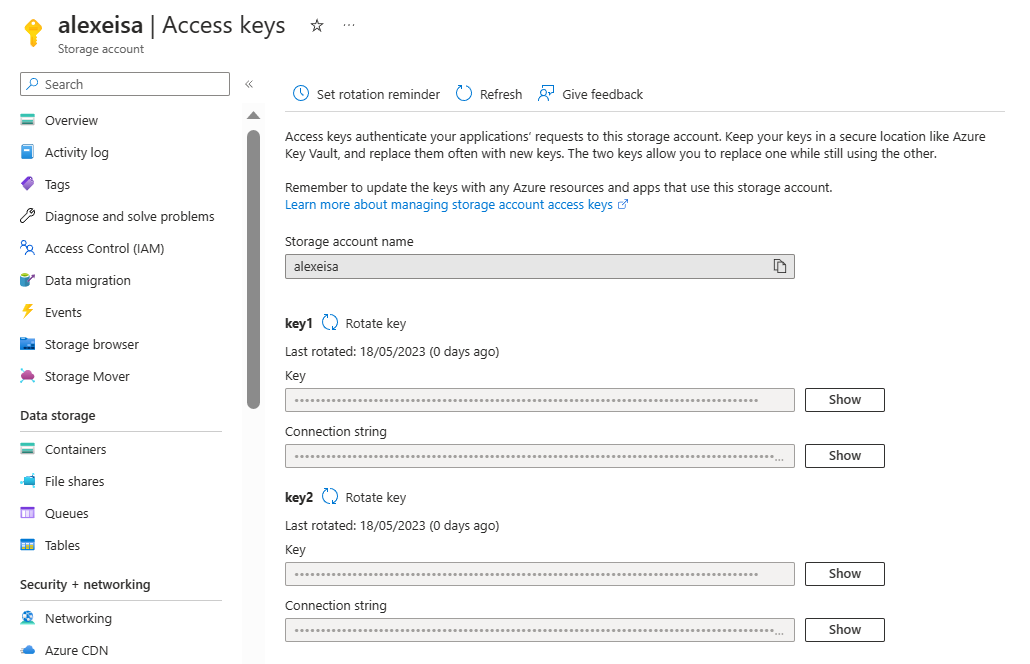 alexeisa | Access keys
Storage account
Search
Overview
Activity log
Tags
Diagnose and solve problems
Access Control (IAM)
Data migration
Events
Storage browser
Storage Mover
Data storage
Containers
File shares
Queues
Tables
Security + networking
Networking
Azure CDN
Set rotation reminder Refresh Give feedback
Access keys authenticate your applications' requests to this storage account. Keep your keys in a secure location like Azure
Key Vault, and replace them often with new keys. The two keys allow you to replace one while still using the other.
Remember to update the keys with any Azure resources and apps that use this storage account.
Learn more about managing storage account access keys
Storage account name
alexeisa
key1 Rotate key
Last rotated: 18/05/2023 (0 days ago)
Key
Show
Connection string
Show
key2 Rotate key
Last rotated: 18/05/2023 (0 days ago)
Key
Show
Connection string
Show